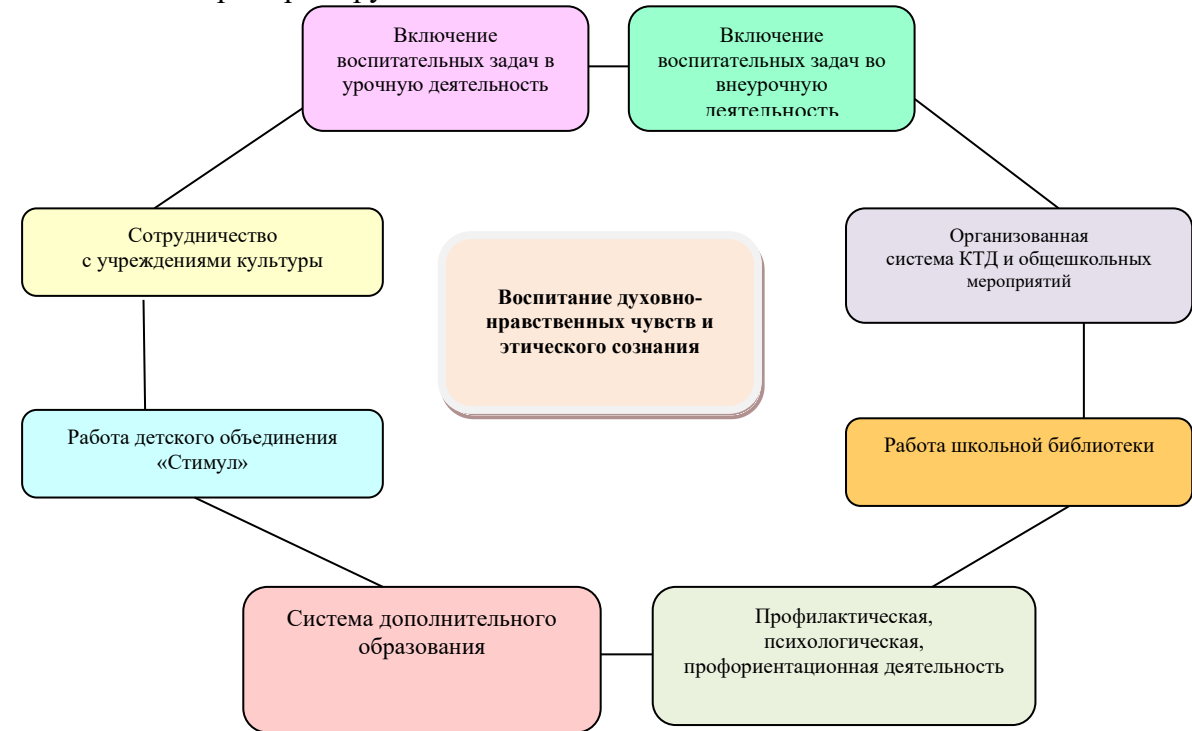 Включение
воспитательных задач в
урочную деятельность
Включение
воспитательных задач во
внеурочную
деятельность
Сотрудничество
с учреждениями культуры
Организованная
система КТД и общешкольных
мероприятий
Воспитание духовно-
нравственных чувств и
этического сознания
Работа детского объединения
«Стимул»
Работа школьной библиотеки
Система дополнительного
образования
Профилактическая,
психологическая,
профориентационная деятельность